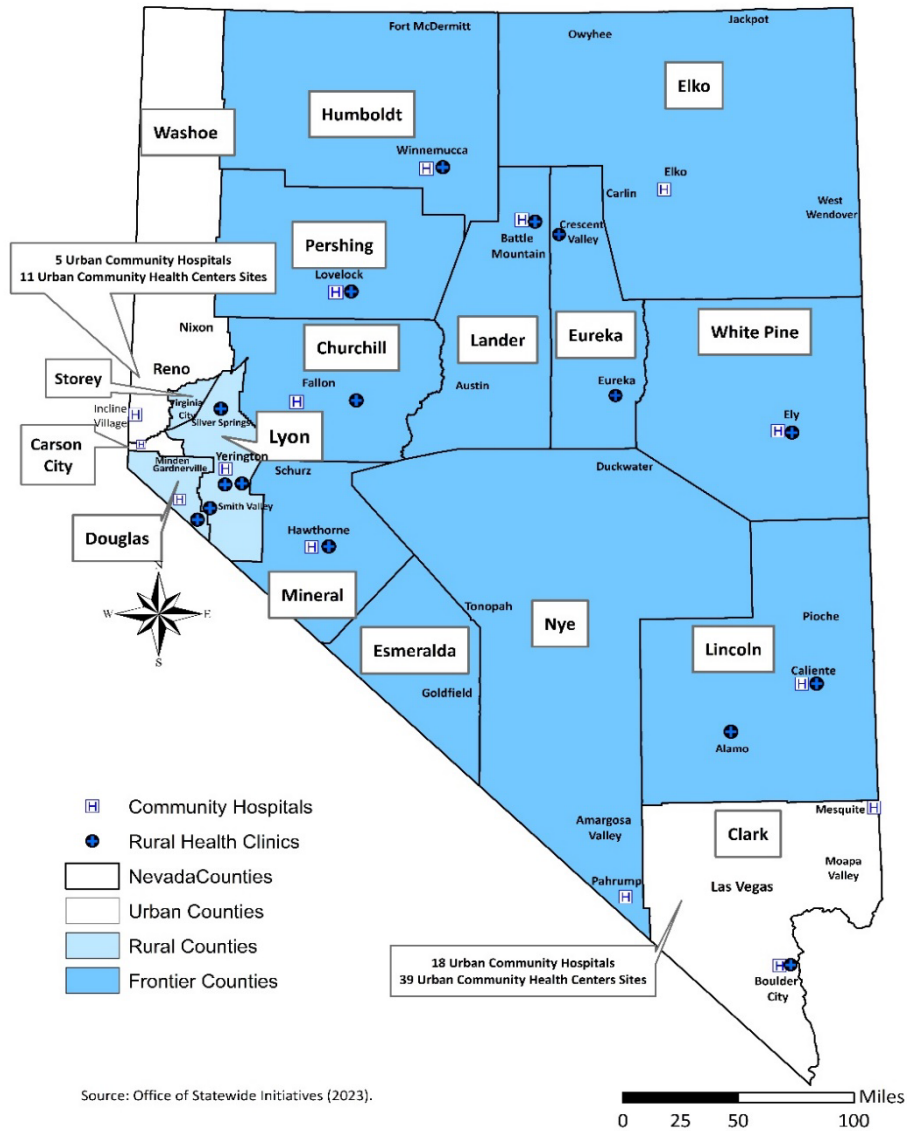 Fort McDermitt
Jackpot
Owyhee
Elko
Humboldt
Washoe
Winnemucca
H
Elko
H
Carlin
West
Wendover
H
Battle
Mountain
Crescent
Valley
Pershing
Lovelock
H
5 Urban Community Hospitals
11 Urban Community Health Centers Sites
Nixon
Reno
Churchill
Lander
Eureka
White Pine
Storey
Fallon
H
Austin
Eureka
Virginia
City
Silver Springs
Incline
Village
H
Ely
H
Carson
City
H
Lyon
Minden
Gardnerville
Yerington
H
Schurz
Duckwater
H
Smith Valley
Douglas
Hawthorne
H
Mineral
N
W
E
S
Tonopah
Nye
Esmeralda
Goldfield
Pioche
Lincoln
Caliente
H
Alamo
H Community Hospitals
Rural Health Clinics
NevadaCounties
Urban Counties
Rural Counties
Frontier Counties
Amargosa
Valley
Pahrump
H
Mesquite H
Clark
Moapa
Valley
Las Vegas
18 Urban Community Hospitals
39 Urban Community Health Centers Sites
H
Boulder
City
Source: Office of Statewide Initiatives (2023).
Miles
0 25 50 100